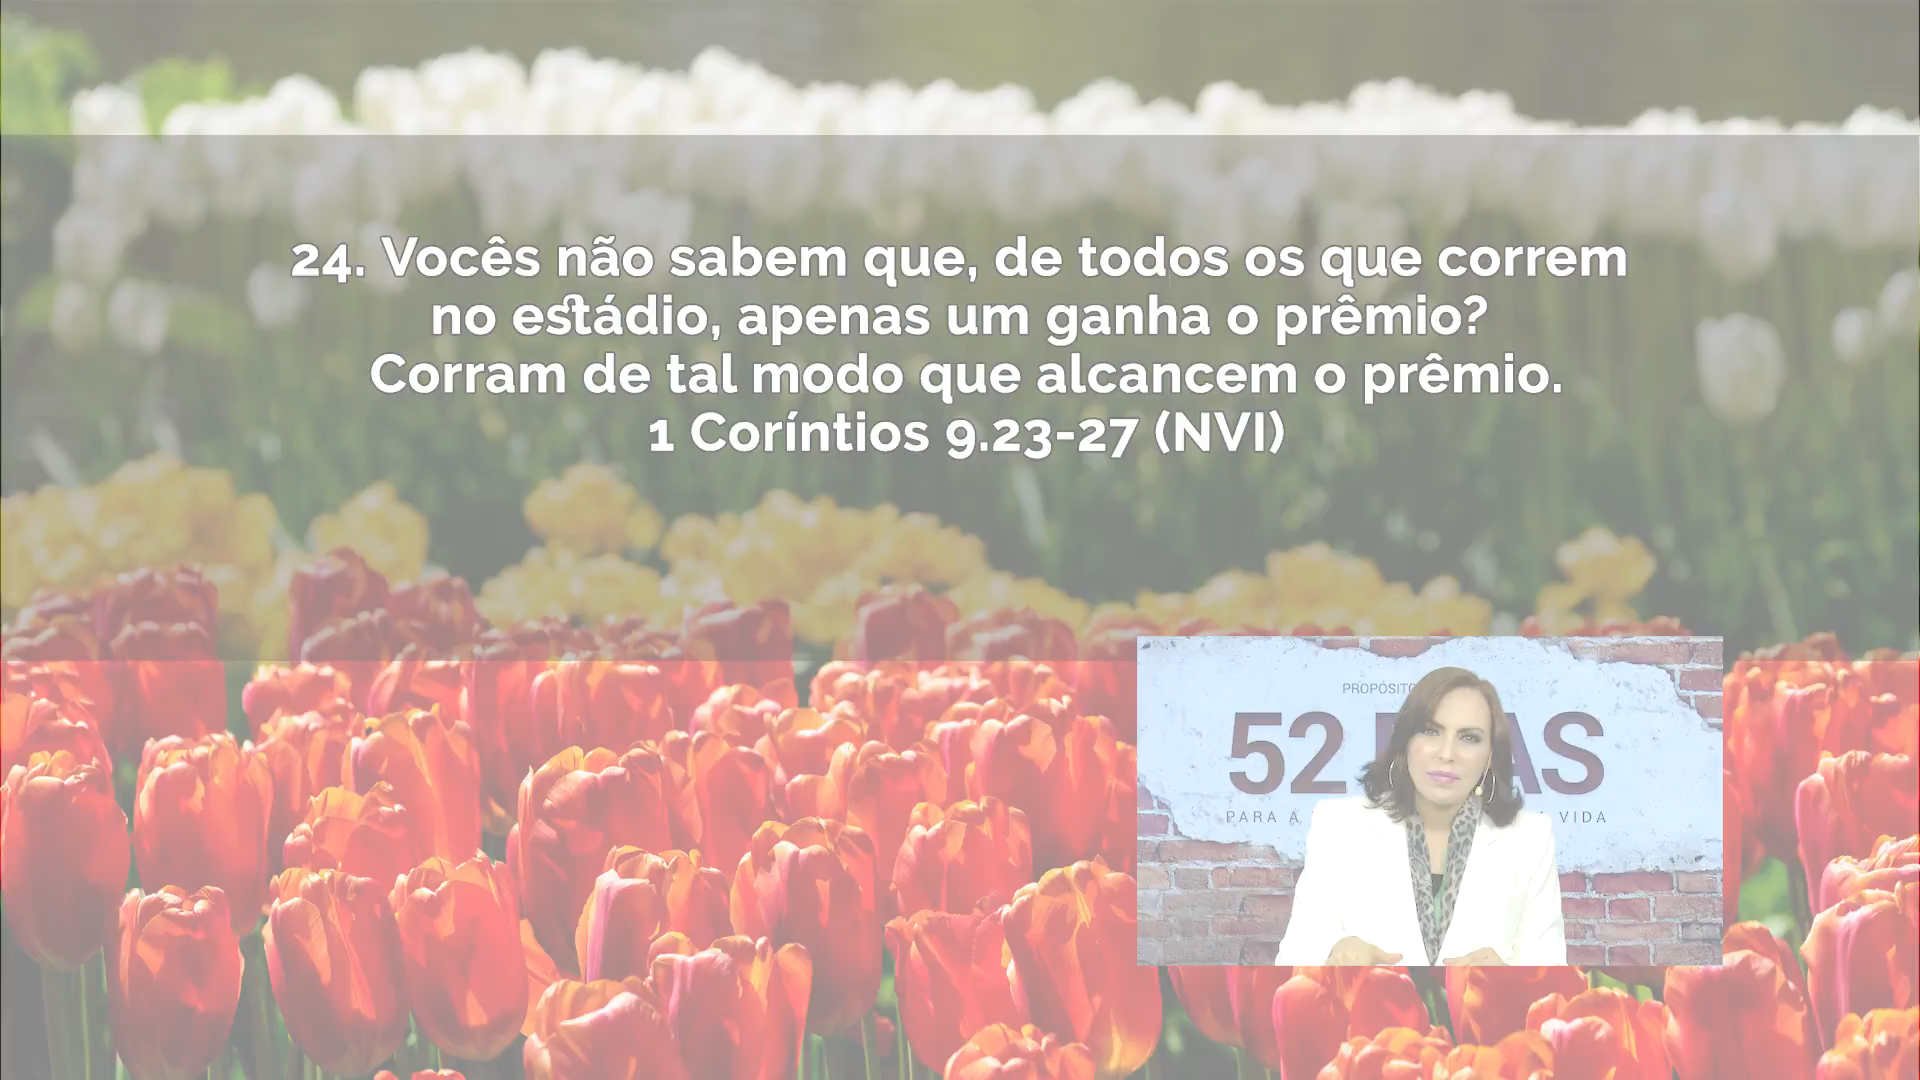 24. Vocês não sabem que, de todos os que correm
no estádio, apenas um ganha o prêmio?
Corram de tal modo que alcancem o prêmio.
1 Coríntios 9.23-27 (NVI)
PROPÓSITO
52 DIAS
PARA A VIDA